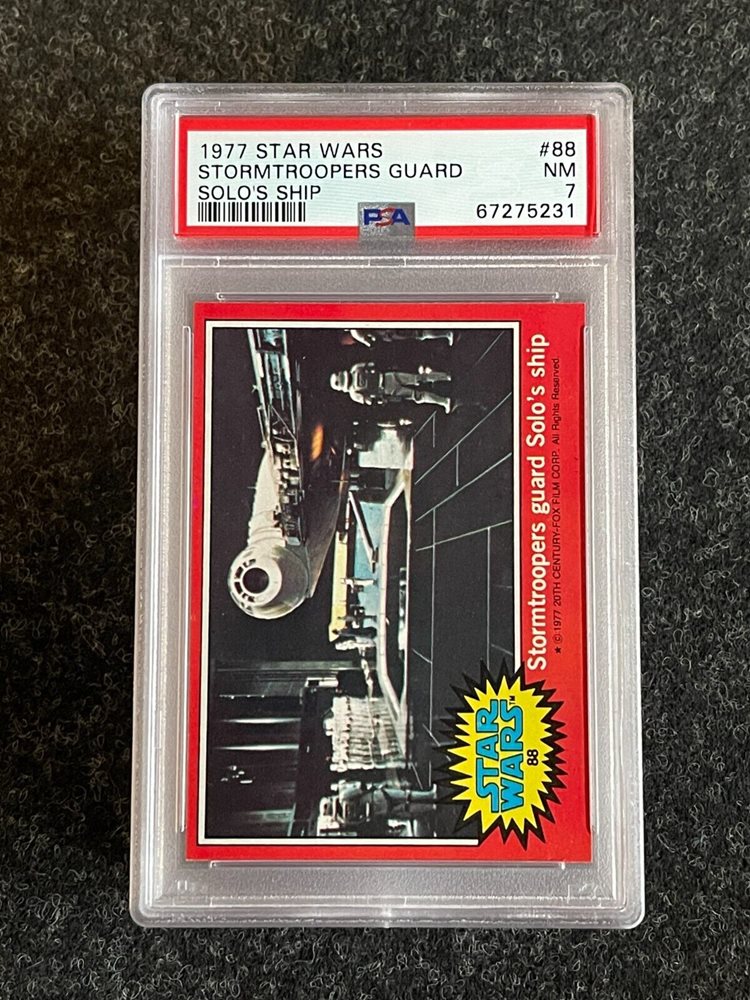 1977 STAR WARS #88
STORMTROOPERS GUARD NM
SOLO'S SHIP 7
PSA 67275231
Stormtroopers guard Solo's ship
★ © 1977 20TH CENTURY-FOX FILM CORP. All Rights Reserved.
STAR
WARS™
88